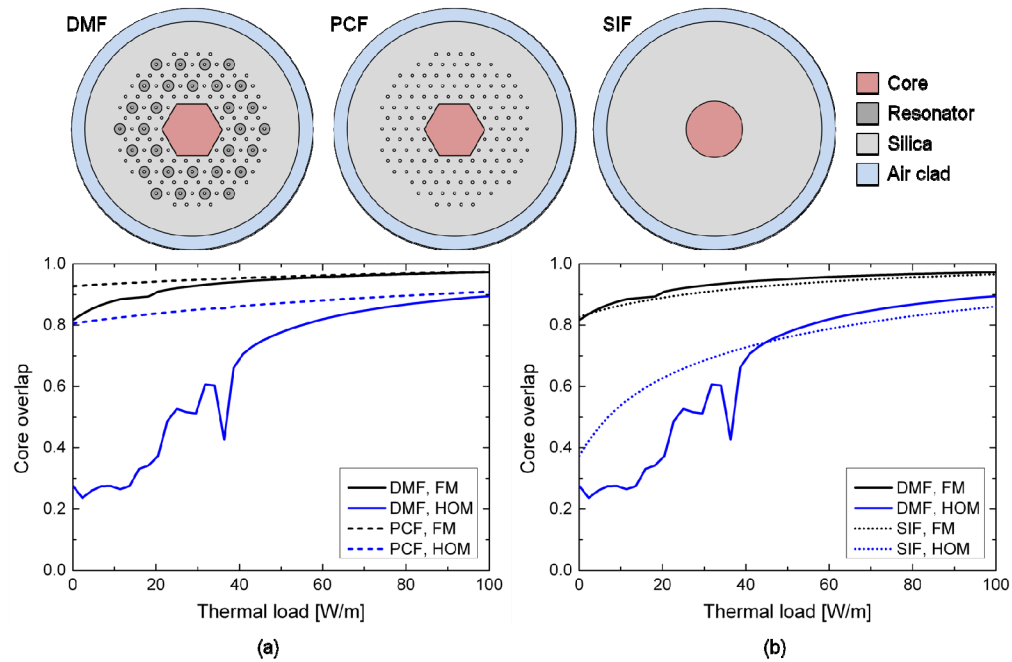 DMF
PCF
SIF
Core
Resonator
Silica
Air clad
1.0
0.8
0.6
0.4
0.2
0.0
Core overlap
DMF, FM
DMF, HOM
PCF, FM
PCF, HOM
0 20 40 60 80 100
Thermal load [W/m]
(a)
1.0
0.8
0.6
0.4
0.2
0.0
Core overlap
DMF, FM
DMF, HOM
SIF, FM
SIF, HOM
0 20 40 60 80 100
Thermal load [W/m]
(b)